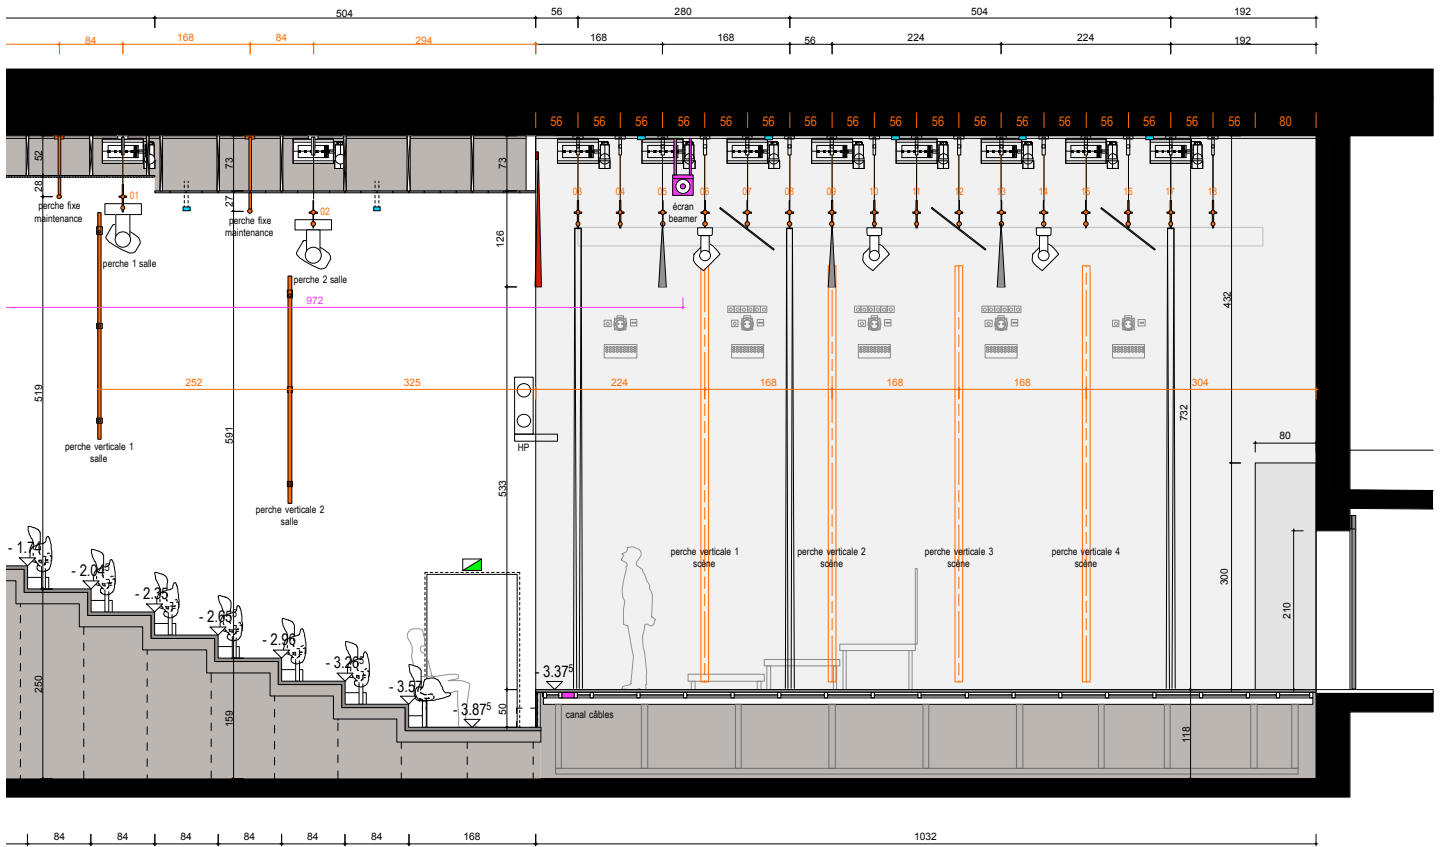 504 56 280 504 192
84 168 84 294 168 168 56 224 224 192
56 56 56 56 56 56 56 56 56 56 56 56 56 56 56 56 56 80
52 73 73
28 27
01 02 03 04 05 06 07 08 09 10 11 12 13 14 15 16 17 18
perche fixe
maintenance
perche fixe
maintenance
écran
beamer
perche 1 salle
perche 2 salle
126
972
432
252 325 224 168 168 168 304
519
591
732
80
perche verticale 1
salle
HP
533
perche verticale 2
salle
perche verticale 1
scène
perche verticale 2
scène
perche verticale 3
scène
perche verticale 4
scène
300
210
- 1.74
- 2.04⁵
- 2.35
- 2.65⁵
- 2.96
- 3.26⁵
- 3.57
- 3.87⁵
- 3.37⁵
250
159
50
canal câbles
118
84 84 84 84 84 84 168 1032